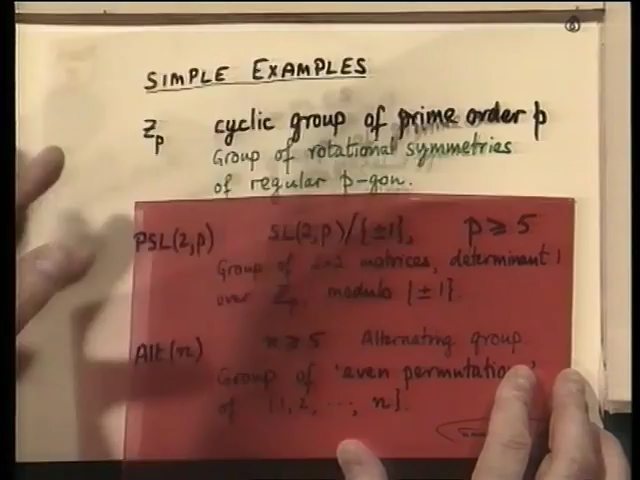 ⑧
SIMPLE EXAMPLES
Zp cyclic group of prime order p
Group of rotational symmetries
of regular p-gon.
PSL(2,p) SL(2,p)/{±1}, p ≥ 5
Group of 2×2 matrices, determinant 1
over Zp, modulo {±1}.
Alt(n) n ≥ 5 Alternating group
Group of 'even permutations'
of {1, 2, ..., n}.